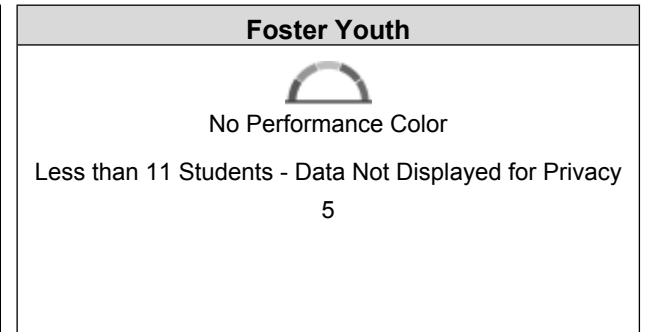 Foster Youth
No Performance Color
Less than 11 Students - Data Not Displayed for Privacy
5